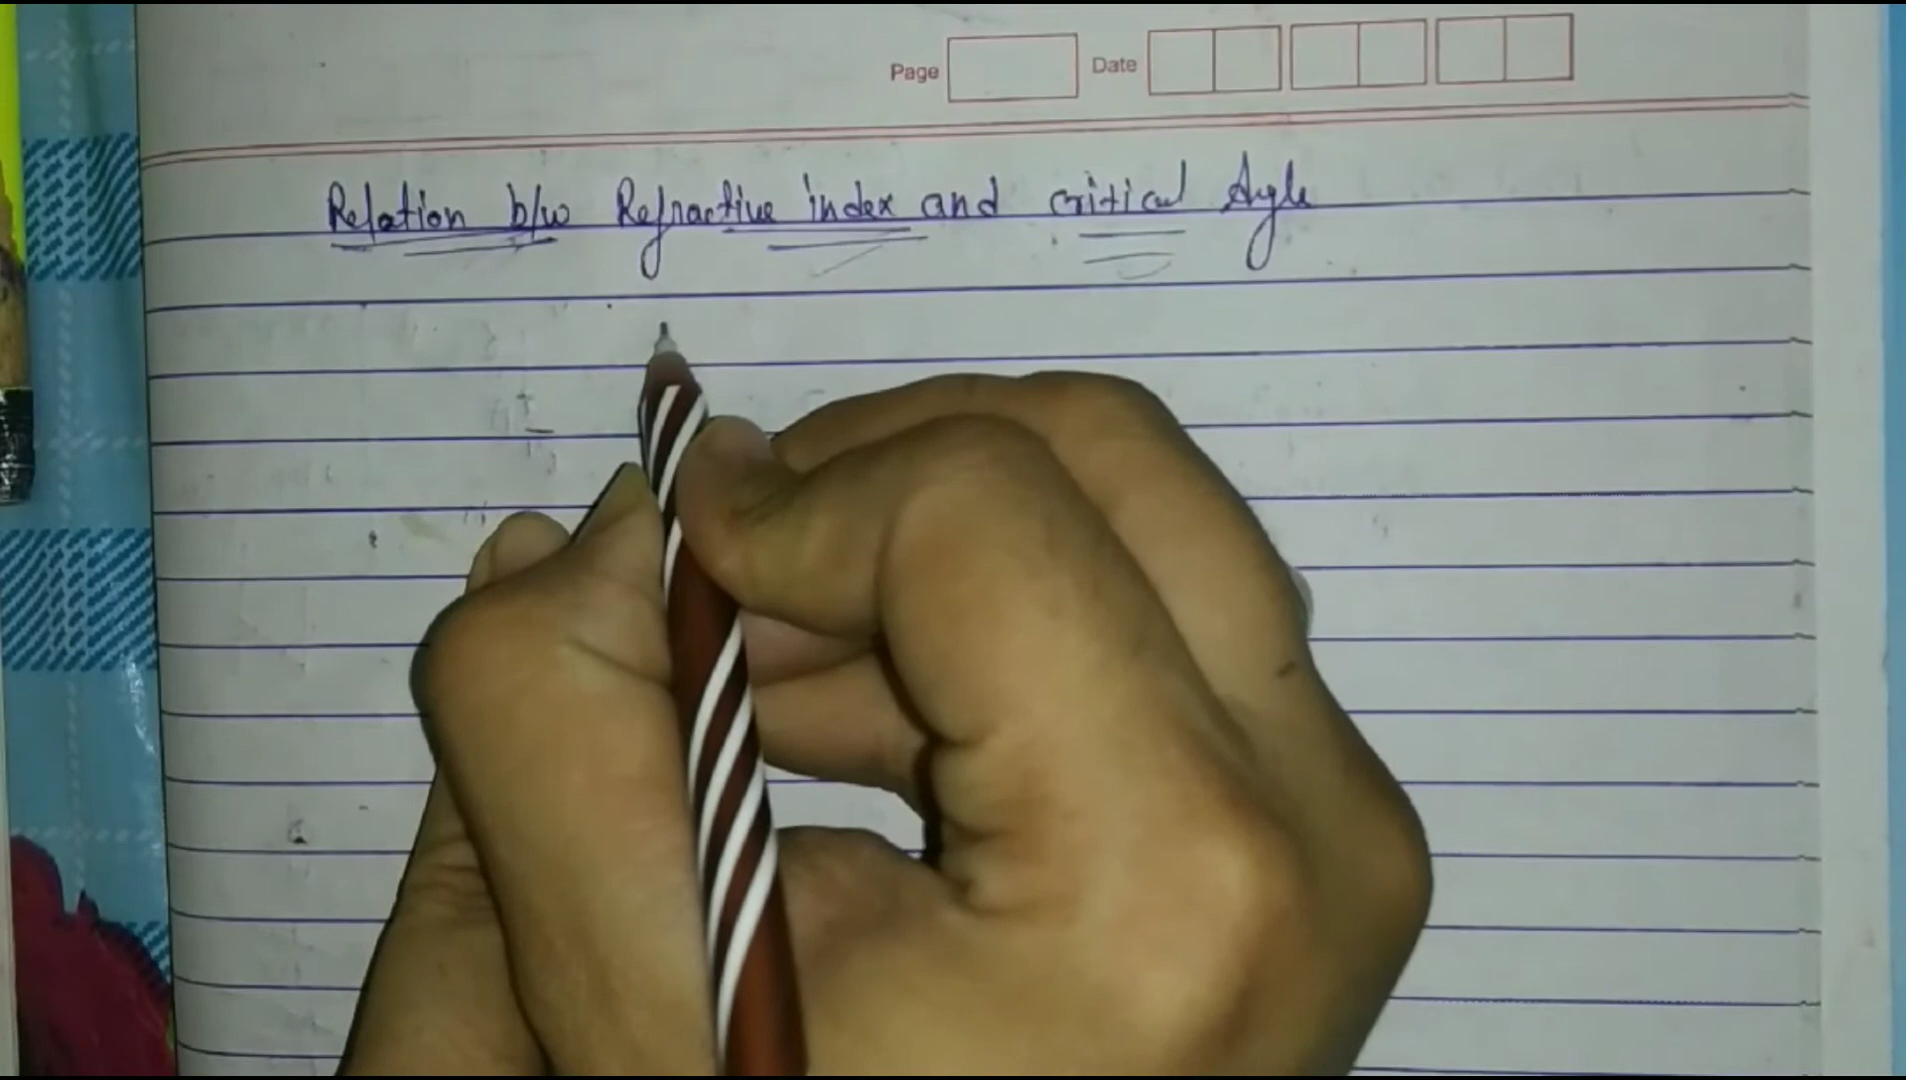 Page Date
Relation b/w Refractive index and critical Angle